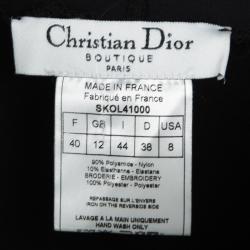 Christian Dior
BOUTIQUE
PARIS
MADE IN FRANCE
Fabriqué en France
SKOL41000
F GB I D USA
40 12 44 38 8
90% Polyamide - Nylon
10% Elasthanne - Elastane
BRODERIE - EMBROIDERY
100% Polyester - Polyester
REPASSAGE SUR L'ENVERS
IRON ON THE REVERSE SIDE
LAVAGE A LA MAIN UNIQUEMENT
HAND WASH ONLY